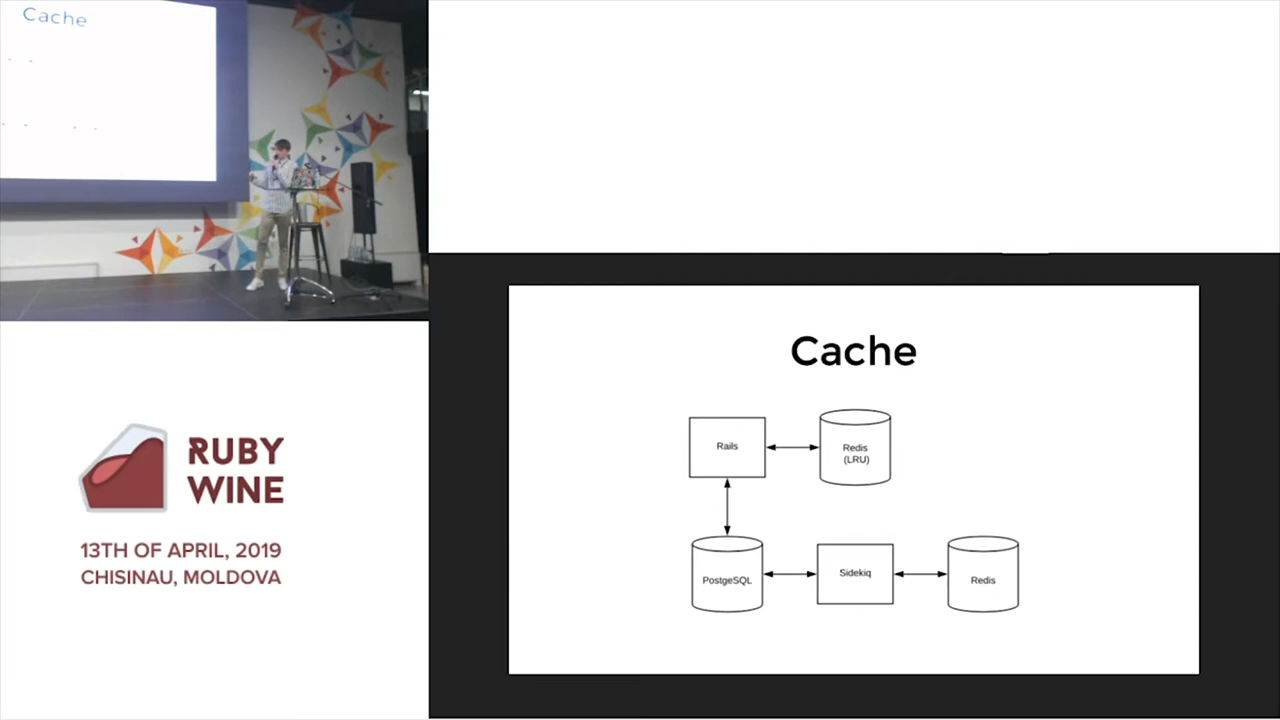 Cache
RUBY
WINE
13TH OF APRIL, 2019
CHISINAU, MOLDOVA
Cache
Rails
Redis
(LRU)
PostgeSQL
Sidekiq
Redis